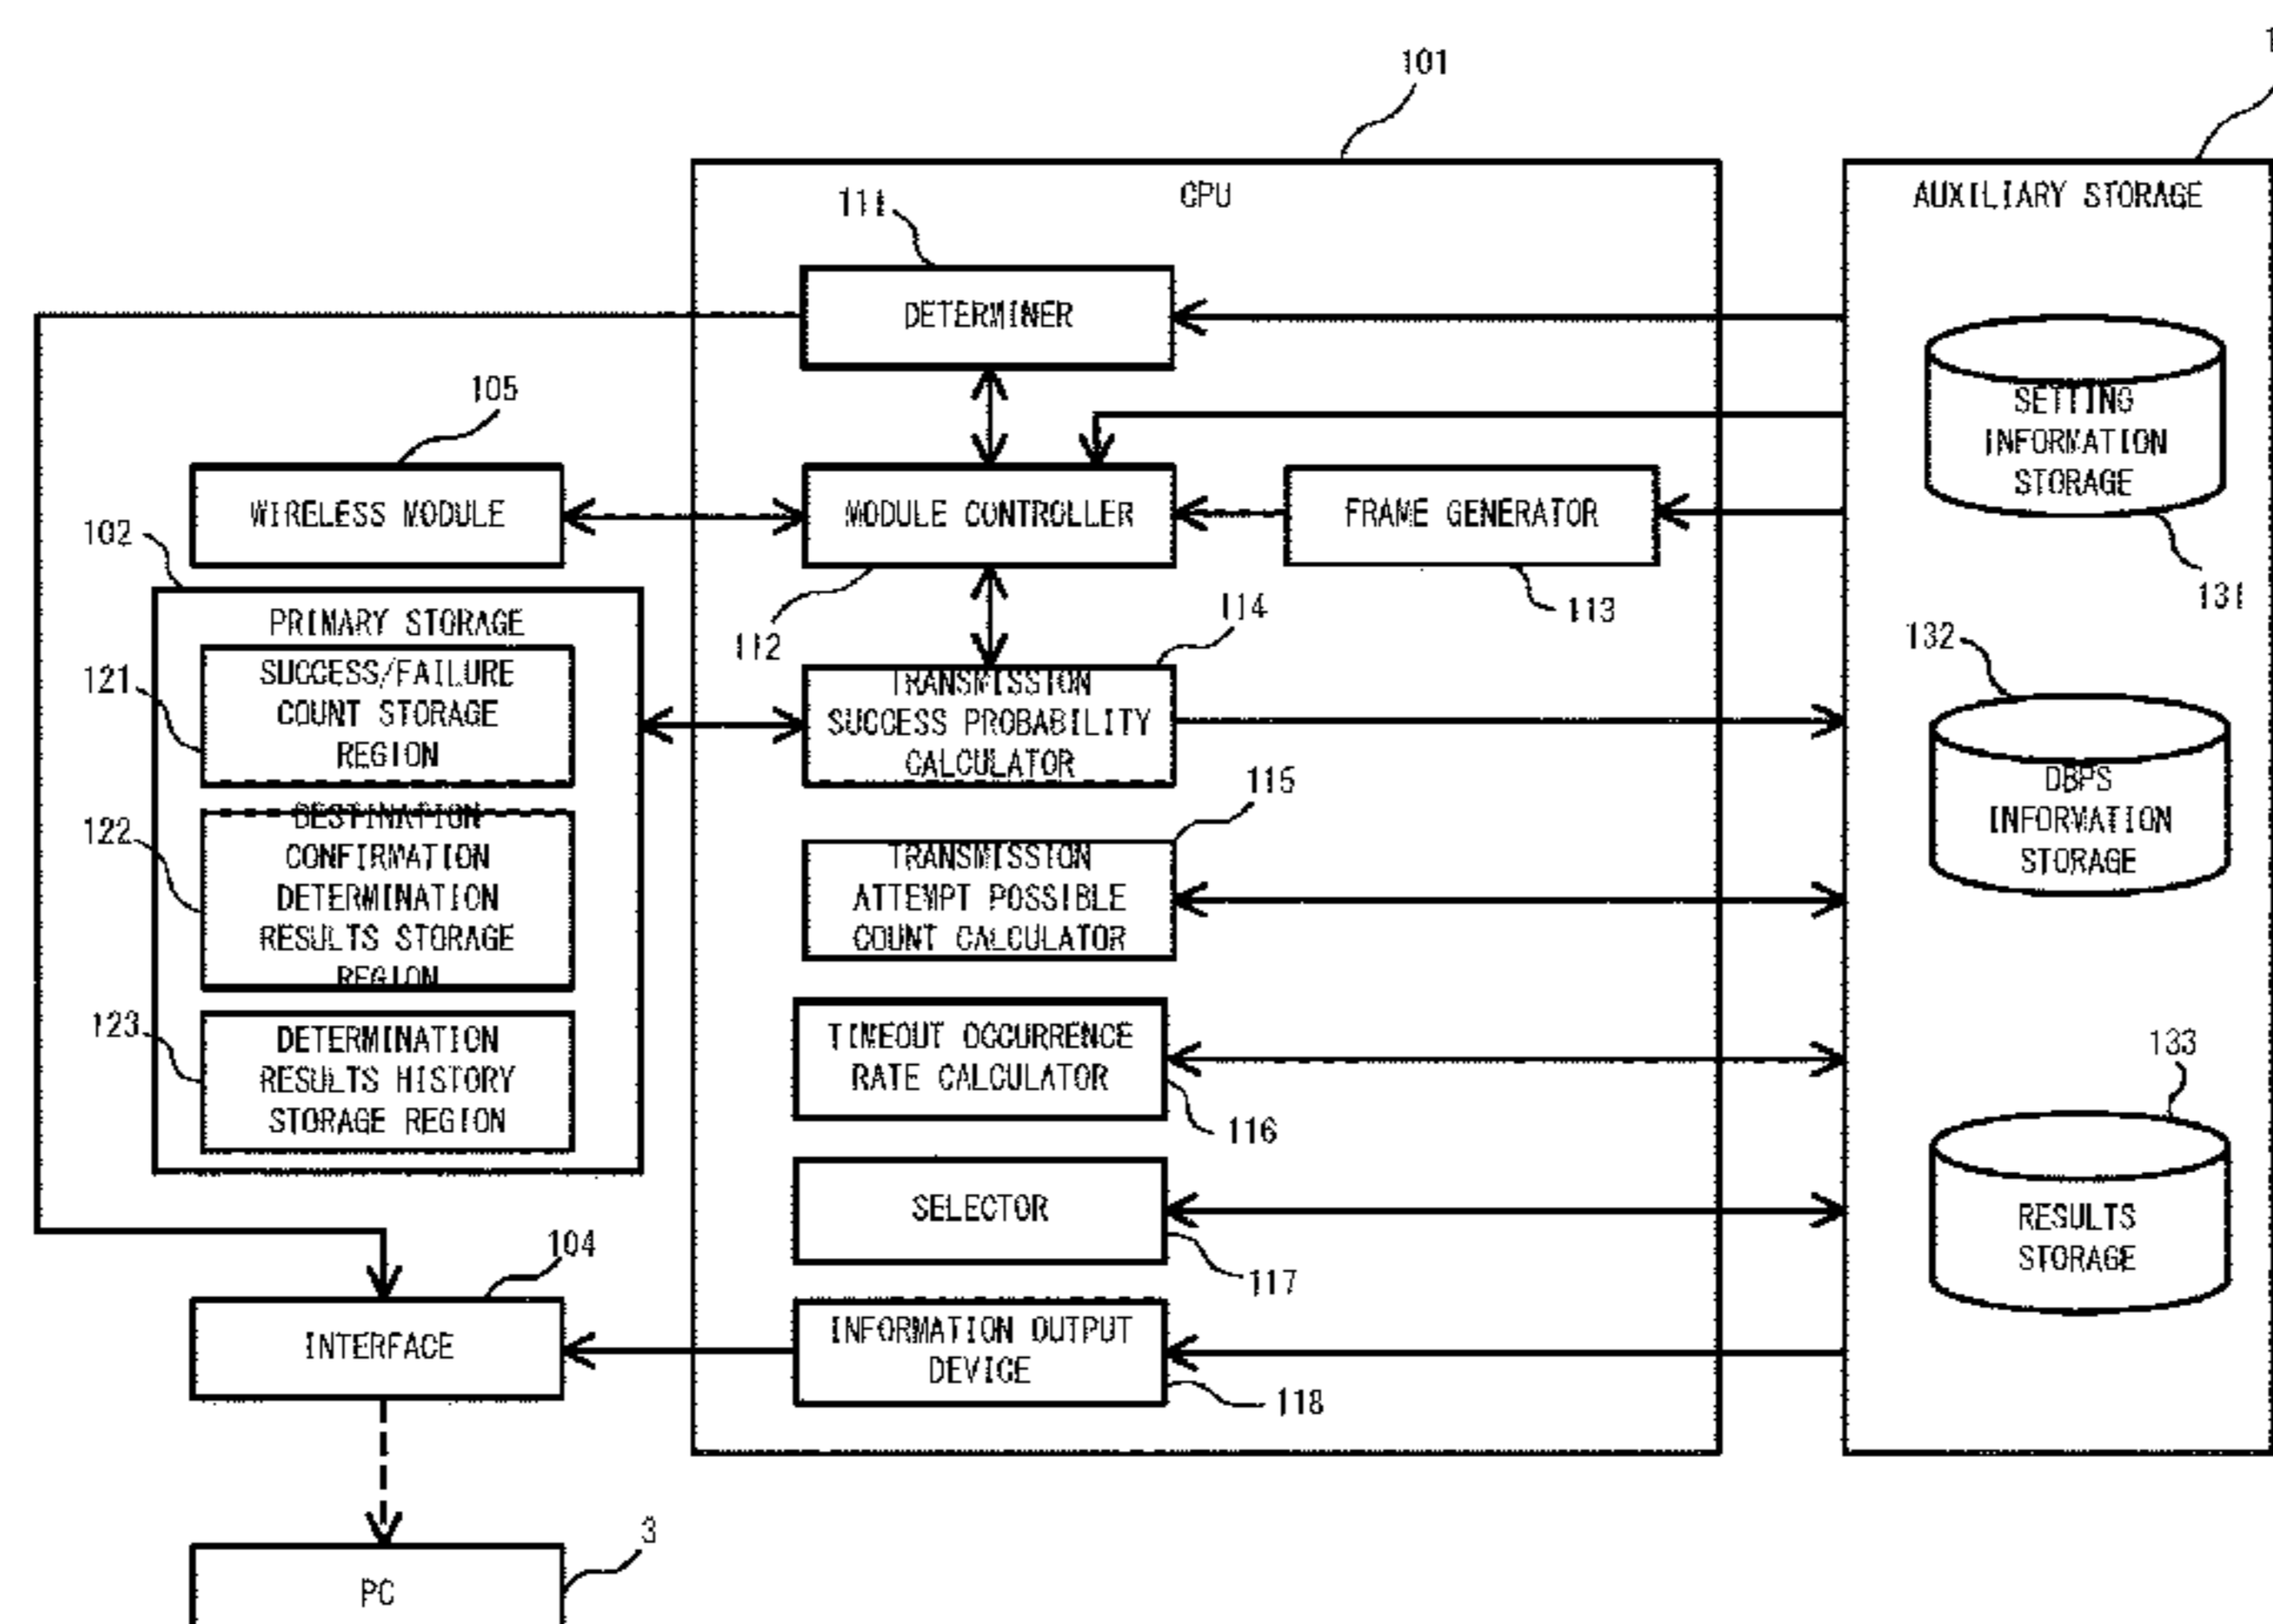 101
1
CPU
AUXILIARY STORAGE
111
DETERMINER
105
SETTING
INFORMATION
STORAGE
WIRELESS MODULE
MODULE CONTROLLER
FRAME GENERATOR
131
102
112
113
PRIMARY STORAGE
114
132
121
SUCCESS/FAILURE
COUNT STORAGE
REGION
TRANSMISSION
SUCCESS PROBABILITY
CALCULATOR
115
DBPS
INFORMATION
STORAGE
122
DESTINATION
CONFIRMATION
DETERMINATION
RESULTS STORAGE
REGION
TRANSMISSION
ATTEMPT POSSIBLE
COUNT CALCULATOR
123
DETERMINATION
RESULTS HISTORY
STORAGE REGION
TIMEOUT OCCURRENCE
RATE CALCULATOR
116
133
SELECTOR
117
RESULTS
STORAGE
104
INTERFACE
INFORMATION OUTPUT
DEVICE
118
3
PC